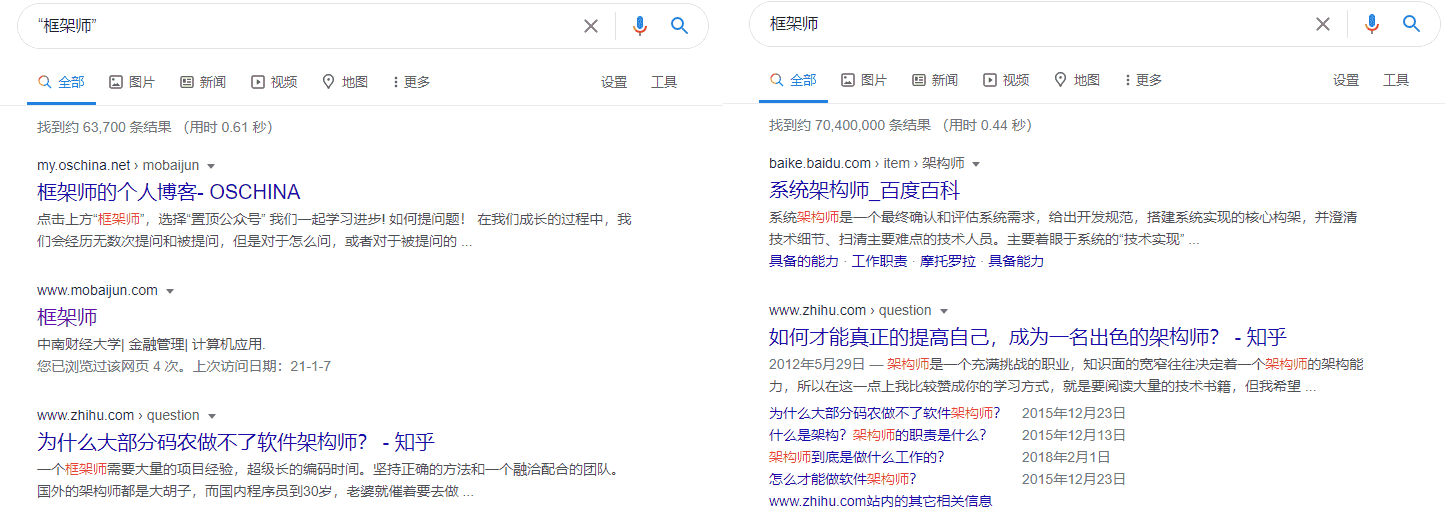 “框架师”
全部 图片 新闻 视频 地图 更多 设置 工具
找到约 63,700 条结果 （用时 0.61 秒）
my.oschina.net › mobaijun
框架师的个人博客- OSCHINA
点击上方“框架师”，选择“置顶公众号” 我们一起学习进步! 如何提问题！ 在我们成长的过程中，我
们会经历无数次提问和被提问，但是对于怎么问，或者对于被提问的 ...
www.mobaijun.com
框架师
中南财经大学| 金融管理| 计算机应用.
您已浏览过该网页 4 次。上次访问日期：21-1-7
www.zhihu.com › question
为什么大部分码农做不了软件架构师？ - 知乎
一个框架师需要大量的项目经验，超级长的编码时间。坚持正确的方法和一个融洽配合的团队。
国外的架构师都是大胡子，而国内程序员到30岁，老婆就催着要去做 ...
框架师
全部 图片 新闻 视频 地图 更多 设置 工具
找到约 70,400,000 条结果 （用时 0.44 秒）
baike.baidu.com › item › 架构师
系统架构师_百度百科
系统架构师是一个最终确认和评估系统需求，给出开发规范，搭建系统实现的核心构架，并澄清
技术细节、扫清主要难点的技术人员。主要着眼于系统的“技术实现” ...
具备的能力 · 工作职责 · 摩托罗拉 · 具备能力
www.zhihu.com › question
如何才能真正的提高自己，成为一名出色的架构师？ - 知乎
2012年5月29日 — 架构师是一个充满挑战的职业，知识面的宽窄往往决定着一个架构师的架构能
力，所以在这一点上我比较赞成你的学习方式，就是要阅读大量的技术书籍，但我希望 ...
为什么大部分码农做不了软件架构师？ 2015年12月23日
什么是架构？架构师的职责是什么？ 2015年12月13日
架构师到底是做什么工作的？ 2018年2月1日
怎么才能做软件架构师？ 2015年12月23日
www.zhihu.com站内的其它相关信息